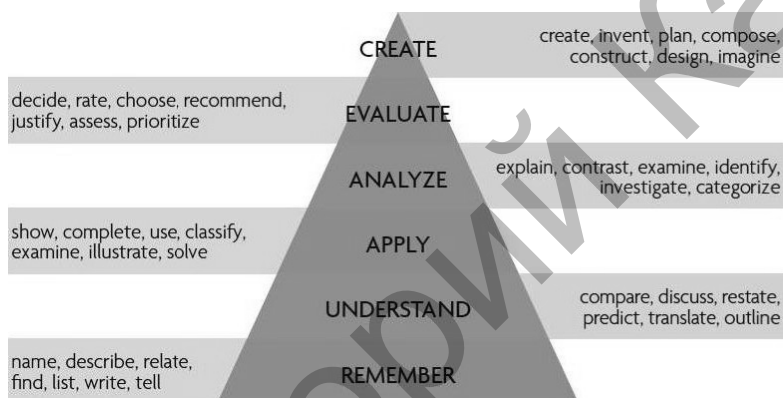 CREATE
create, invent, plan, compose,
construct, design, imagine
decide, rate, choose, recommend,
justify, assess, prioritize
EVALUATE
ANALYZE
explain, contrast, examine, identify,
investigate, categorize
show, complete, use, classify,
examine, illustrate, solve
APPLY
UNDERSTAND
compare, discuss, restate,
predict, translate, outline
name, describe, relate,
find, list, write, tell
REMEMBER